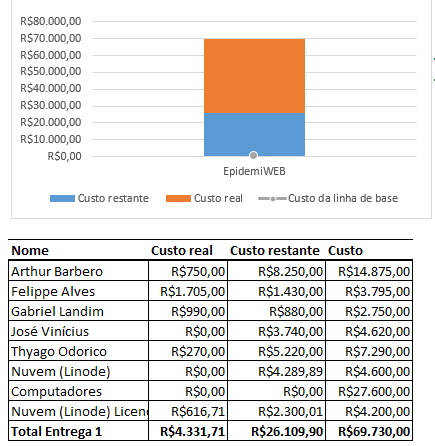 R$80.000,00
R$70.000,00
R$60.000,00
R$50.000,00
R$40.000,00
R$30.000,00
R$20.000,00
R$10.000,00
R$0,00
EpidemiWEB
Custo restante Custo real Custo da linha de base
Nome Custo real Custo restante Custo
Arthur Barbero R$750,00 R$8.250,00 R$14.875,00
Felippe Alves R$1.705,00 R$1.430,00 R$3.795,00
Gabriel Landim R$990,00 R$880,00 R$2.750,00
José Vinícius R$0,00 R$3.740,00 R$4.620,00
Thyago Odorico R$270,00 R$5.220,00 R$7.290,00
Nuvem (Linode) R$0,00 R$4.289,89 R$4.600,00
Computadores R$0,00 R$0,00 R$27.600,00
Nuvem (Linode) Licen R$616,71 R$2.300,01 R$4.200,00
Total Entrega 1 R$4.331,71 R$26.109,90 R$69.730,00